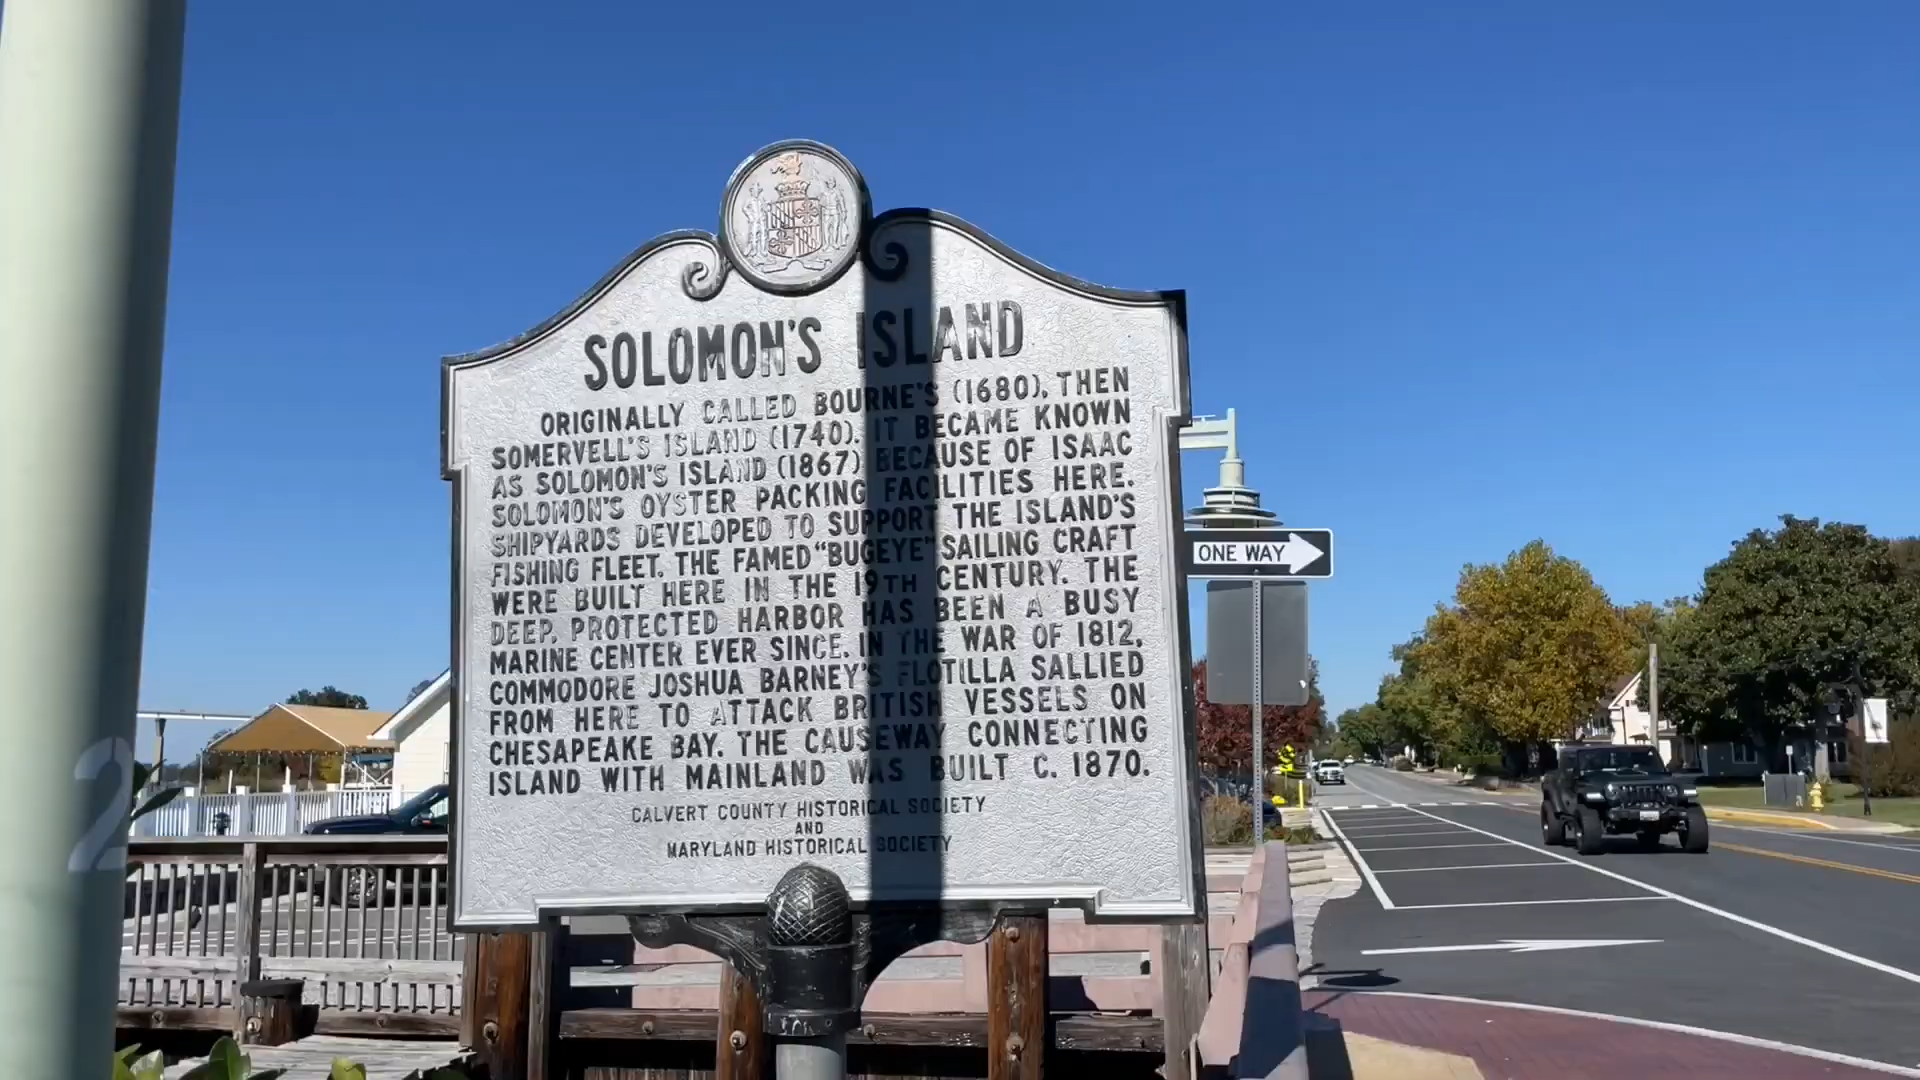 SOLOMON'S ISLAND
ORIGINALLY CALLED BOURNE'S (1680), THEN
SOMERVELL'S ISLAND (1740), IT BECAME KNOWN
AS SOLOMON'S ISLAND (1867) BECAUSE OF ISAAC
SOLOMON'S OYSTER PACKING FACILITIES HERE.
SHIPYARDS DEVELOPED TO SUPPORT THE ISLAND'S
FISHING FLEET. THE FAMED "BUGEYE" SAILING CRAFT
WERE BUILT HERE IN THE 19TH CENTURY. THE
DEEP, PROTECTED HARBOR HAS BEEN A BUSY
MARINE CENTER EVER SINCE. IN THE WAR OF 1812,
COMMODORE JOSHUA BARNEY'S FLOTILLA SALLIED
FROM HERE TO ATTACK BRITISH VESSELS ON
CHESAPEAKE BAY. THE CAUSEWAY CONNECTING
ISLAND WITH MAINLAND WAS BUILT C. 1870.
CALVERT COUNTY HISTORICAL SOCIETY
AND
MARYLAND HISTORICAL SOCIETY
ONE WAY
2